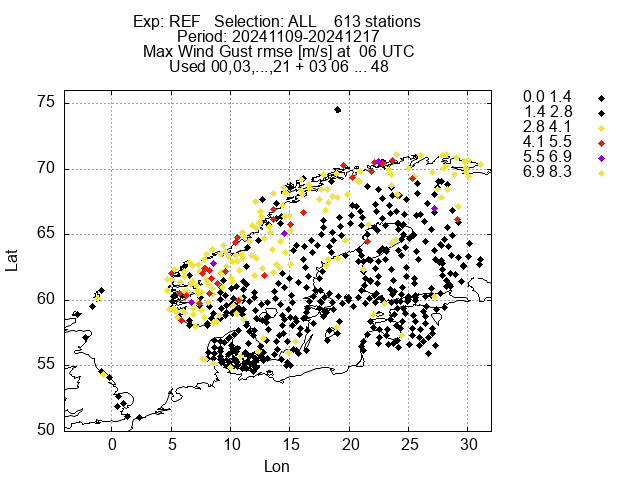 Exp: REF   Selection: ALL    613 stations
Period: 20241109-20241217
Max Wind Gust rmse [m/s] at  06 UTC
Used 00,03,...,21 + 03 06 ... 48
0.0 1.4
1.4 2.8
2.8 4.1
4.1 5.5
5.5 6.9
6.9 8.3
75
70
65
60
55
50
Lat
0 5 10 15 20 25 30
Lon